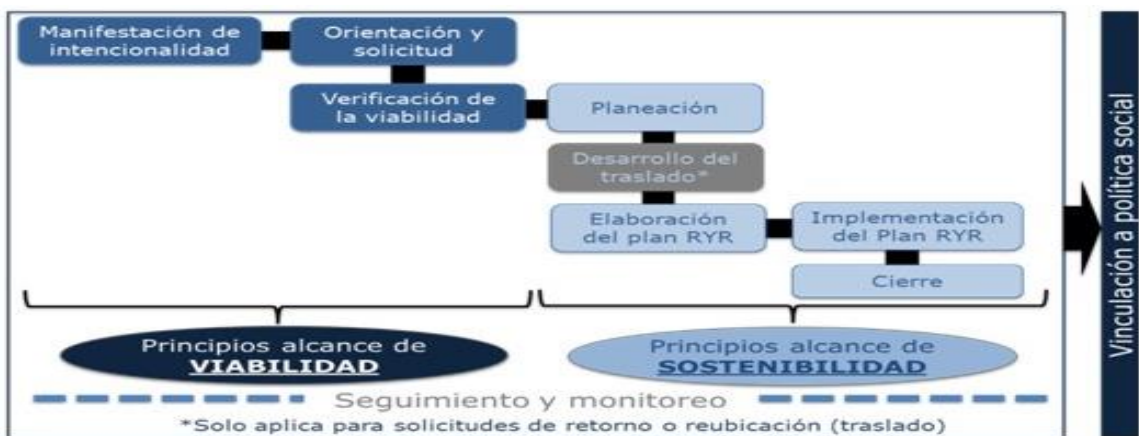 Manifestación de
intencionalidad
Orientación y
solicitud
Verificación de
la viabilidad
Planeación
Desarrollo del
traslado*
Elaboración
del plan RYR
Implementación
del Plan RYR
Cierre
Principios alcance de
VIABILIDAD
Principios alcance de
SOSTENIBILIDAD
Seguimiento y monitoreo
*Solo aplica para solicitudes de retorno o reubicación (traslado)
Vinculación a política social